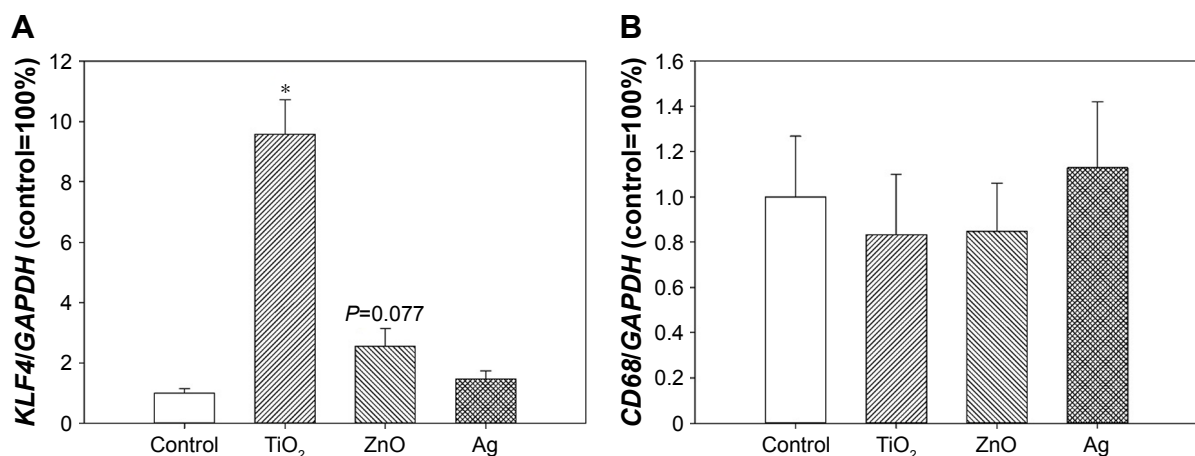 A
KLF4/GAPDH (control=100%)
12
10
8
6
4
2
0
*
P=0.077
Control
TiO₂
ZnO
Ag
B
CD68/GAPDH (control=100%)
1.6
1.4
1.2
1.0
0.8
0.6
0.4
0.2
0
Control
TiO₂
ZnO
Ag